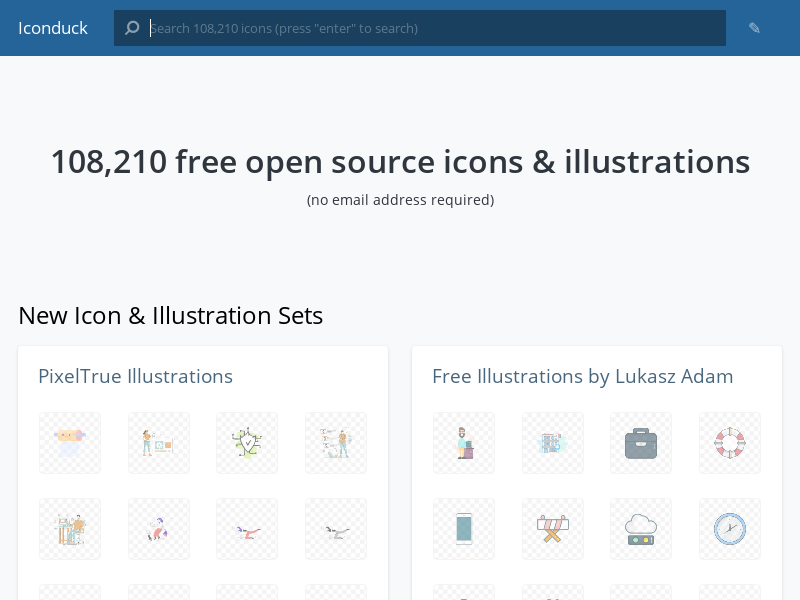 Iconduck
Search 108,210 icons (press "enter" to search)
108,210 free open source icons & illustrations
(no email address required)
New Icon & Illustration Sets
PixelTrue Illustrations
Free Illustrations by Lukasz Adam